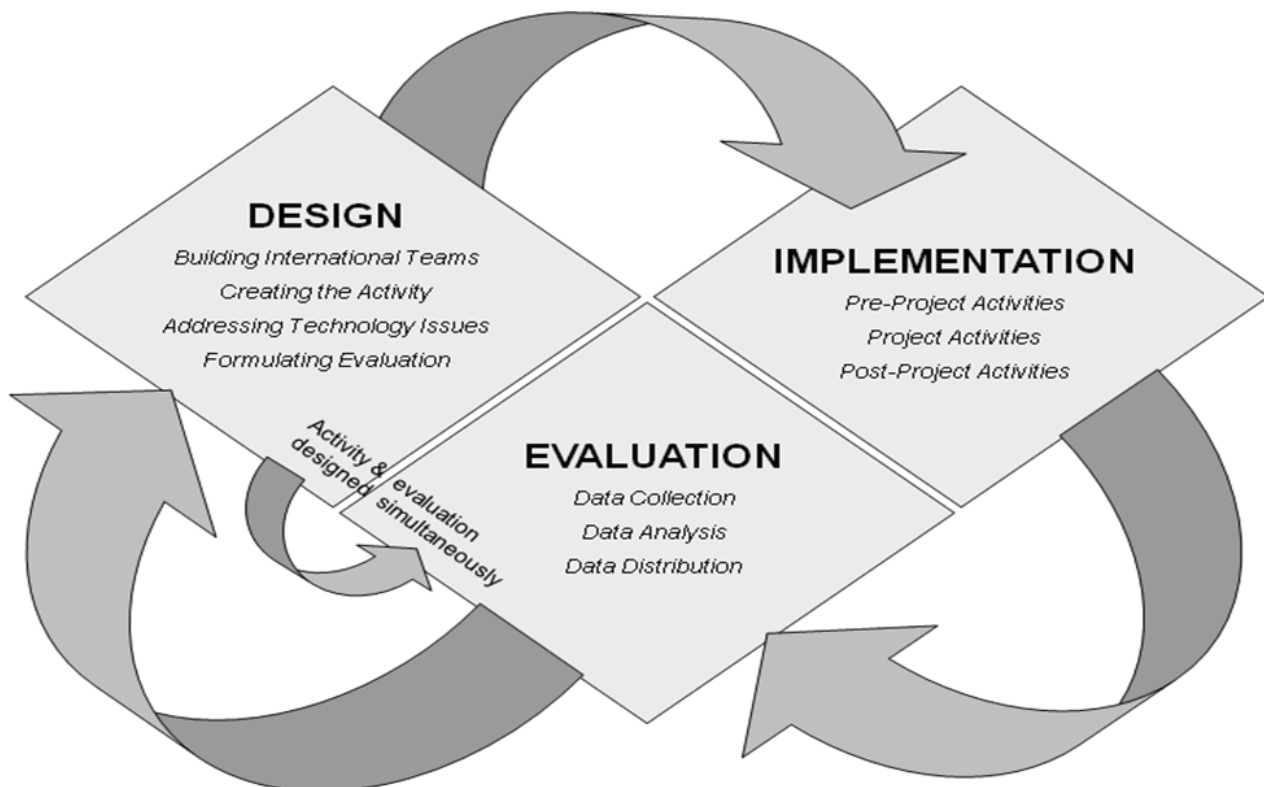 DESIGN
Building International Teams
Creating the Activity
Addressing Technology Issues
Formulating Evaluation
IMPLEMENTATION
Pre-Project Activities
Project Activities
Post-Project Activities
Activity & evaluation
designed simultaneously
EVALUATION
Data Collection
Data Analysis
Data Distribution